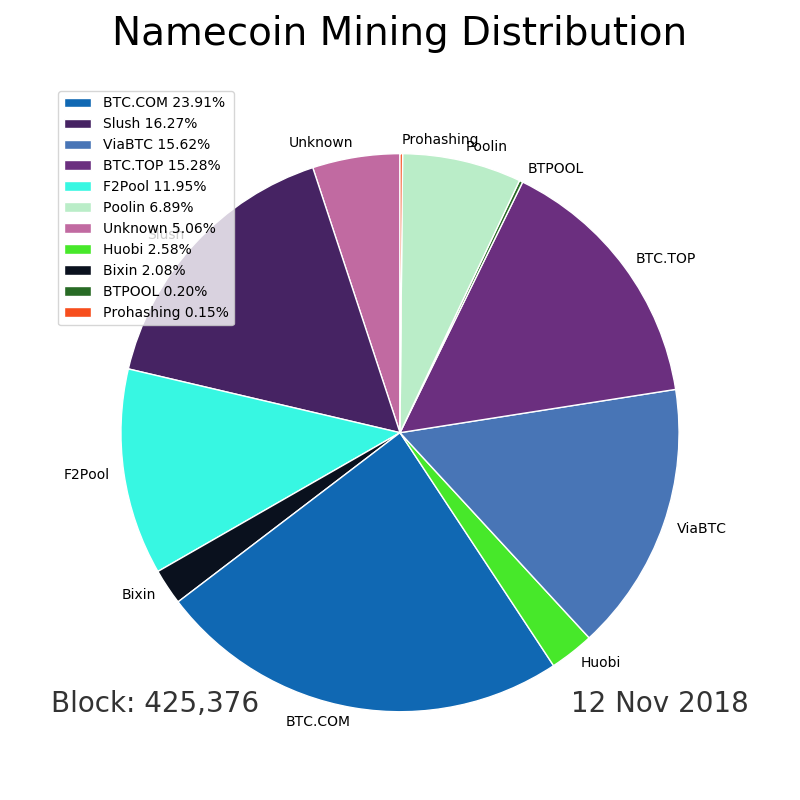 Namecoin Mining Distribution
BTC.COM 23.91%
Slush 16.27%
ViaBTC 15.62%
BTC.TOP 15.28%
F2Pool 11.95%
Poolin 6.89%
Unknown 5.06%
Huobi 2.58%
Bixin 2.08%
BTPOOL 0.20%
Prohashing 0.15%
Unknown
Prohashing
Poolin
BTPOOL
Slush
BTC.TOP
F2Pool
ViaBTC
Bixin
Huobi
BTC.COM
Block: 425,376
12 Nov 2018